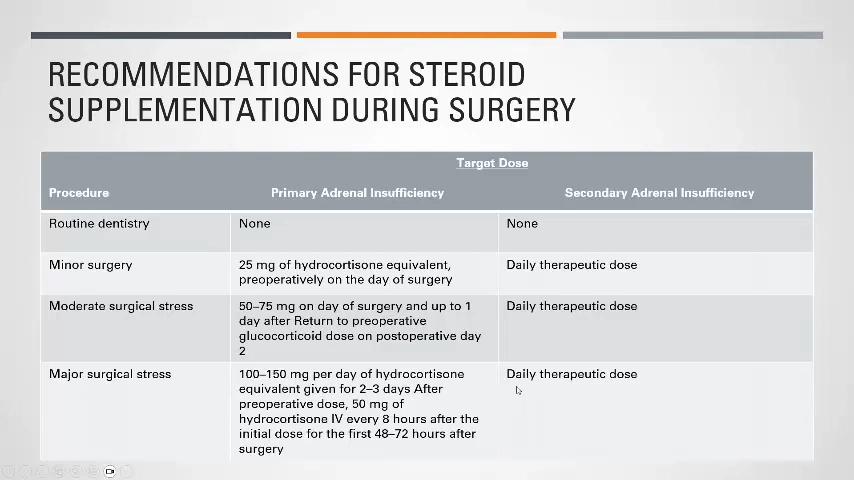 RECOMMENDATIONS FOR STEROID
SUPPLEMENTATION DURING SURGERY
Target Dose
Procedure
Primary Adrenal Insufficiency
Secondary Adrenal Insufficiency
Routine dentistry
None
None
Minor surgery
25 mg of hydrocortisone equivalent,
preoperatively on the day of surgery
Daily therapeutic dose
Moderate surgical stress
50–75 mg on day of surgery and up to 1
day after Return to preoperative
glucocorticoid dose on postoperative day
2
Daily therapeutic dose
Major surgical stress
100–150 mg per day of hydrocortisone
equivalent given for 2–3 days After
preoperative dose, 50 mg of
hydrocortisone IV every 8 hours after the
initial dose for the first 48–72 hours after
surgery
Daily therapeutic dose